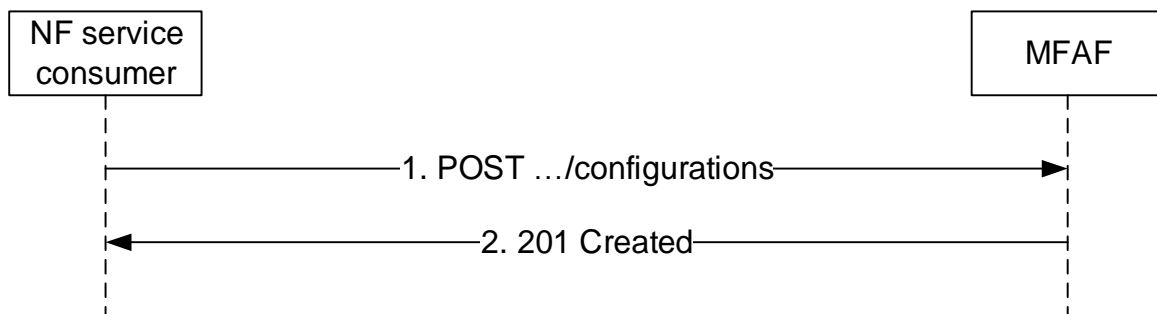 NF service
consumer
MFAF
1. POST …/configurations
2. 201 Created